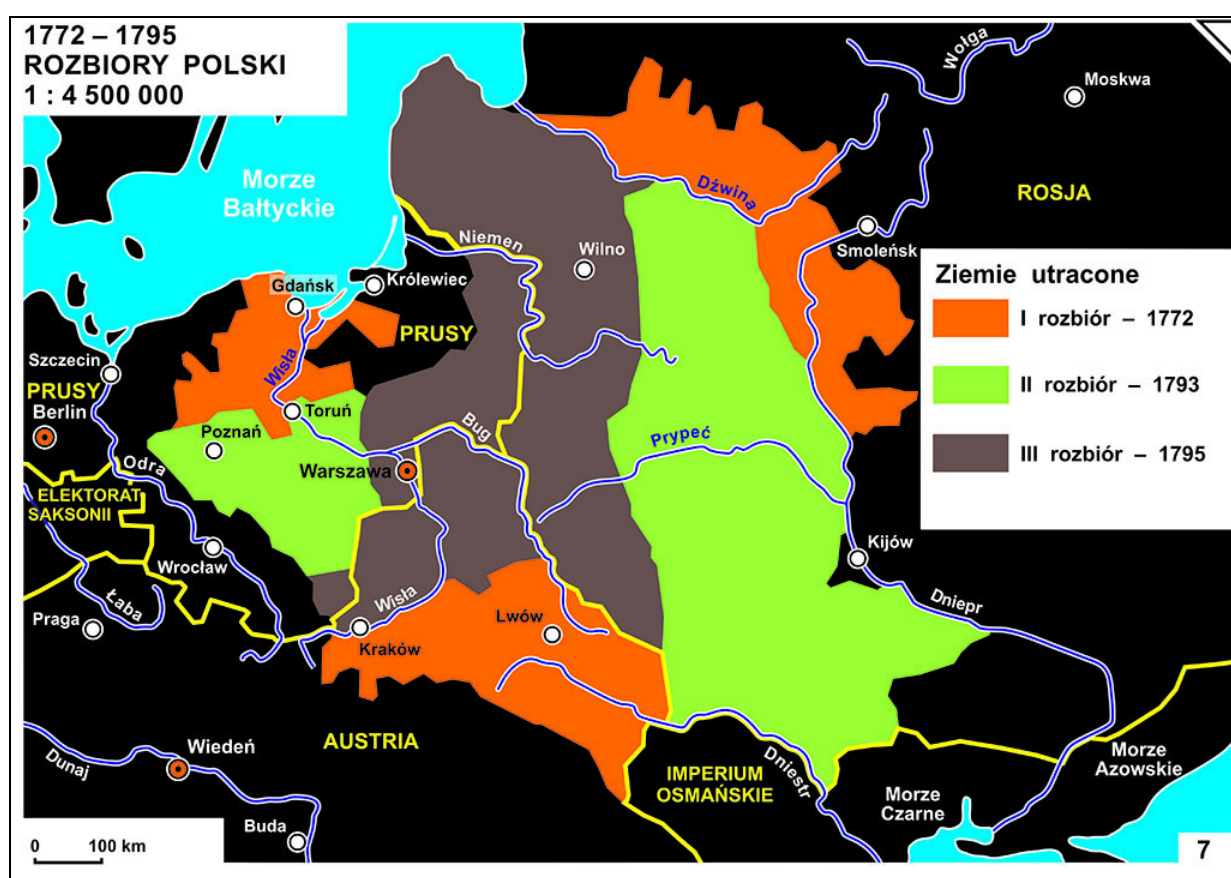 1772 – 1795
ROZBIORY POLSKI
1 : 4 500 000
Wołga
Moskwa
Morze
Bałtyckie
Dźwina
ROSJA
Niemen
Wilno
Smoleńsk
Gdańsk
Królewiec
PRUSY
Ziemie utracone
I rozbiór – 1772
II rozbiór – 1793
III rozbiór – 1795
Szczecin
PRUSY
Berlin
Wisła
Toruń
Poznań
Bug
Prypeć
Warszawa
Odra
ELEKTORAT
SAKSONII
Wrocław
Kijów
Łaba
Praga
Wisła
Kraków
Lwów
Dniepr
AUSTRIA
Wiedeń
Dunaj
Buda
IMPERIUM
OSMAŃSKIE
Dniestr
Morze
Czarne
Morze
Azowskie
0 100 km
7